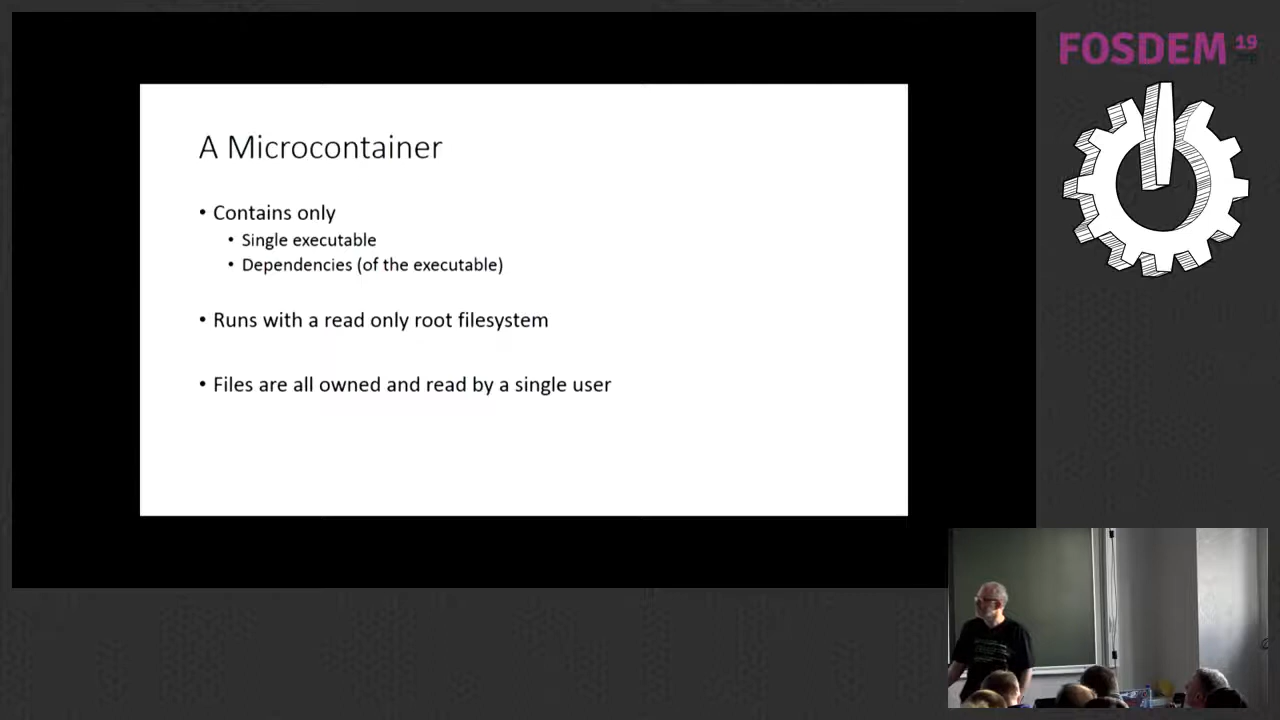 FOSDEM 19
A Microcontainer
• Contains only
• Single executable
• Dependencies (of the executable)
• Runs with a read only root filesystem
• Files are all owned and read by a single user